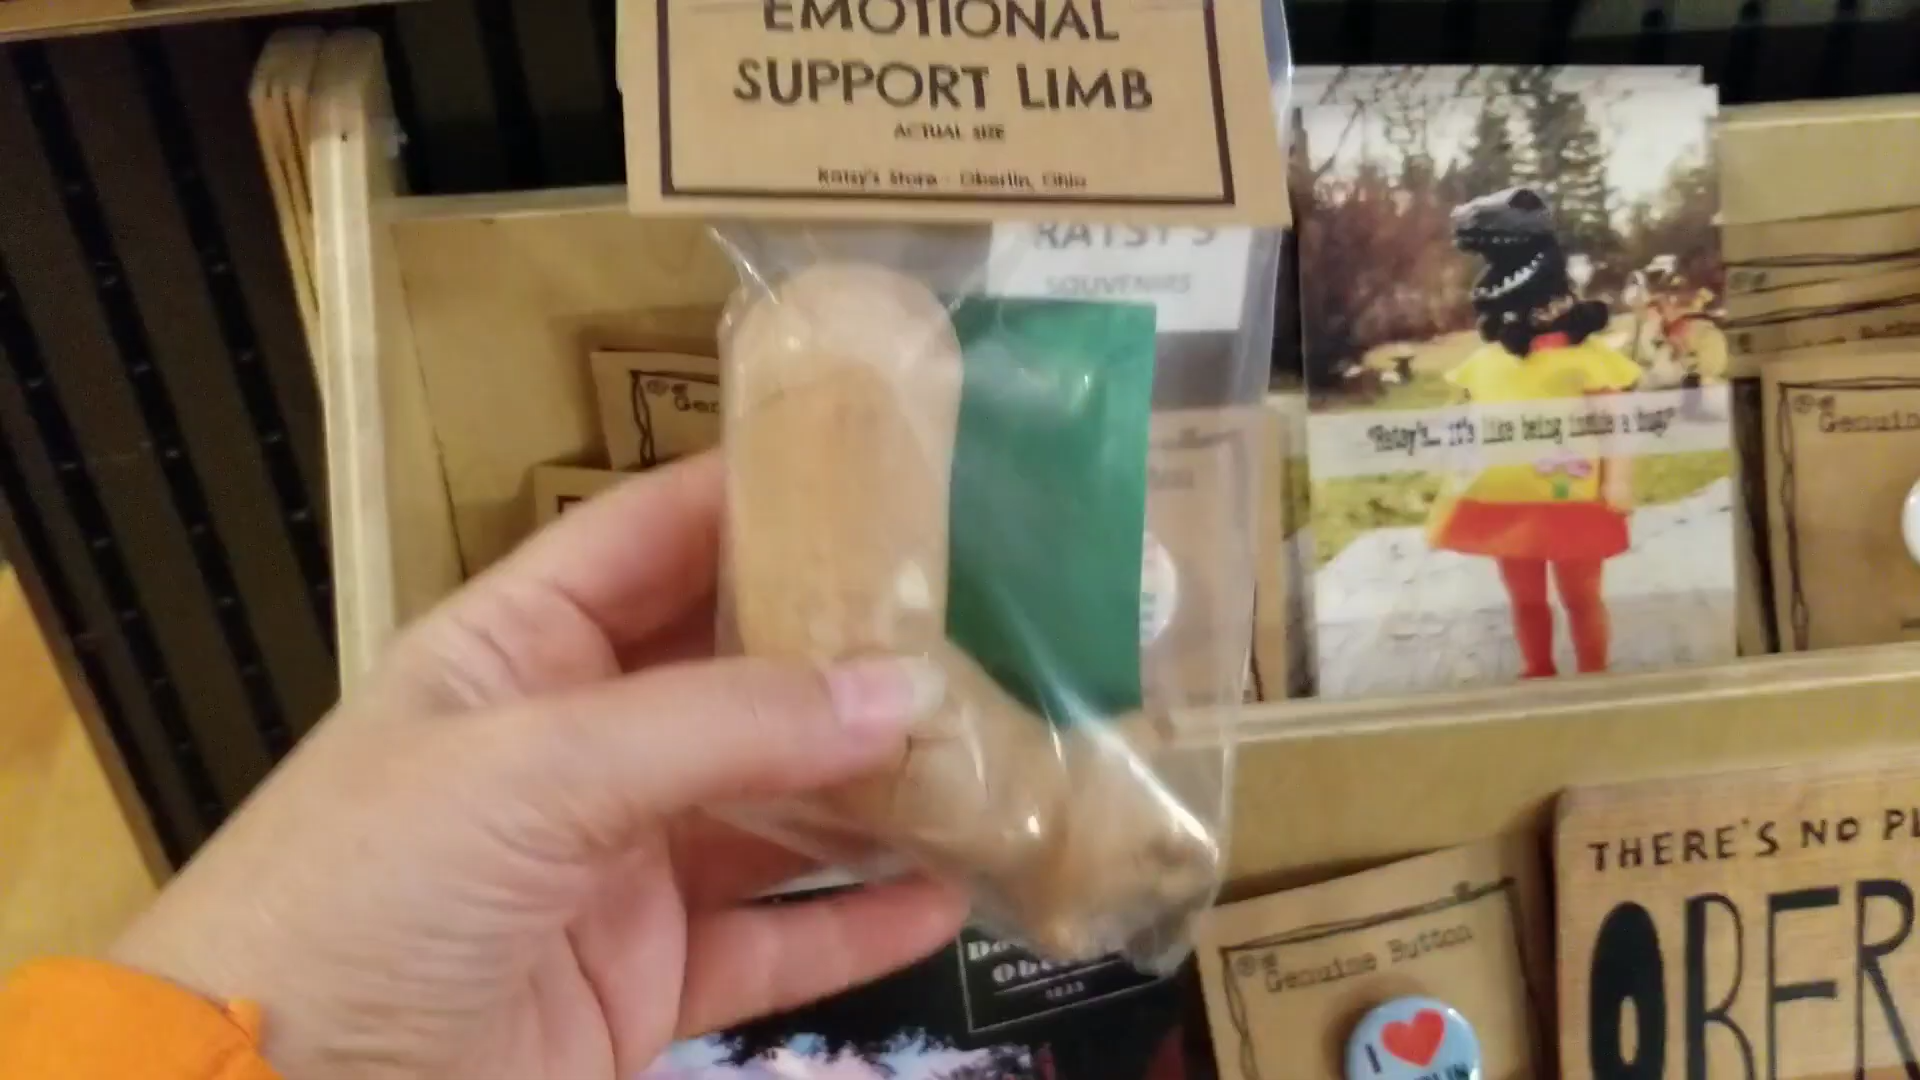 EMOTIONAL
SUPPORT LIMB
ACTUAL SIZE
Ratsy's Store - Oberlin, Ohio
RATSY'S
SOUVENIRS
"Ratsy's... it's like being inside a hug"
Genuine Button
I
THERE'S NO PL
OBER
1833